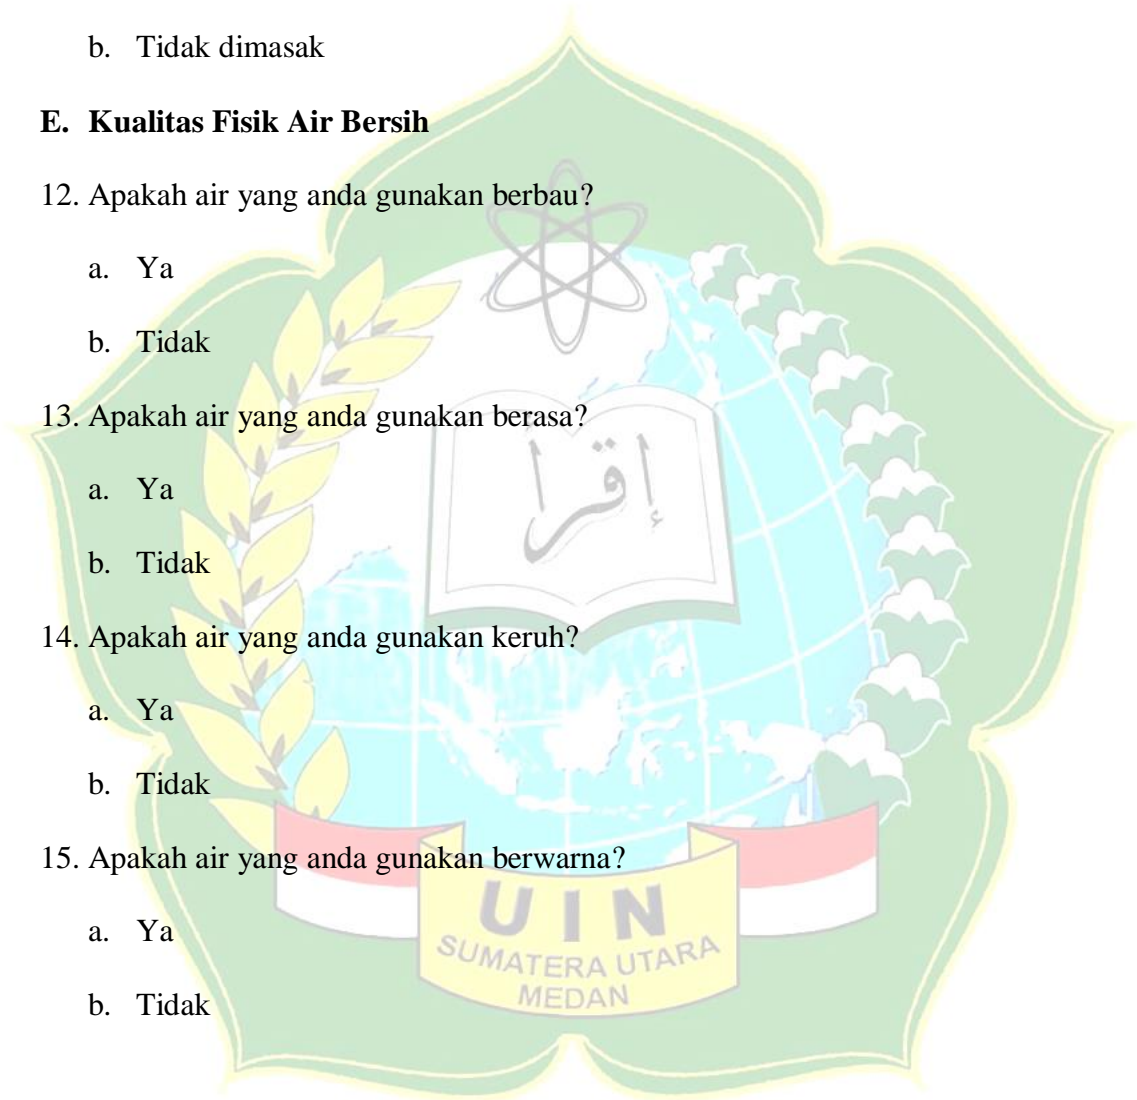 b. Tidak dimasak
E. Kualitas Fisik Air Bersih
12. Apakah air yang anda gunakan berbau?
a. Ya
b. Tidak
13. Apakah air yang anda gunakan berasa?
a. Ya
b. Tidak
إقرأ
14. Apakah air yang anda gunakan keruh?
a. Ya
b. Tidak
15. Apakah air yang anda gunakan berwarna?
a. Ya
b. Tidak
UIN
SUMATERA UTARA
MEDAN